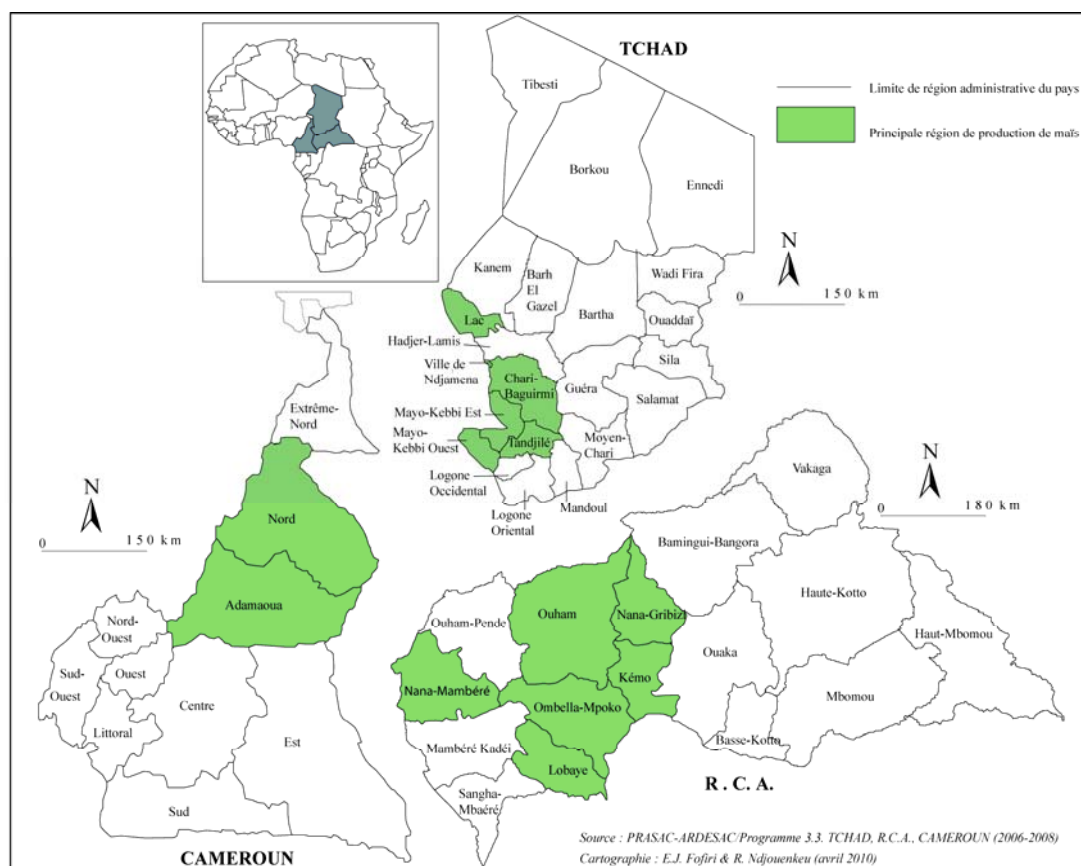 TCHAD
Limite de région administrative du pays
Principale région de production de maïs
Tibesti
Borkou
Ennedi
N
0 150 km
Kanem
Barh
El
Gazel
Bartha
Wadi Fira
Ouaddaï
Sila
Salamat
Lac
Hadjer-Lamis
Ville de
Ndjamena
Chari-
Baguirmi
Guéra
Mayo-Kebbi Est
Mayo-
Kebbi Ouest
Tandjilé
Moyen-
Chari
Logone
Occidental
Logone
Oriental
Mandoul
N
0 150 km
Extrême-
Nord
Nord
Adamaoua
Nord-
Ouest
Sud-
Ouest
Ouest
Littoral
Centre
Est
Sud
CAMEROUN
N
0 180 km
Vakaga
Bamingui-Bangora
Haute-Kotto
Haut-Mbomou
Ouham-Pende
Ouham
Nana-Gribizi
Ouaka
Kémo
Nana-Mambéré
Ombella-Mpoko
Mbomou
Basse-Kotto
Mambéré Kadéi
Lobaye
Sangha-
Mbaéré
R . C. A.
Source : PRASAC-ARDESAC/Programme 3.3. TCHAD, R.C.A., CAMEROUN (2006-2008)
Cartographie : E.J. Fofiri & R. Ndjouenkeu (avril 2010)